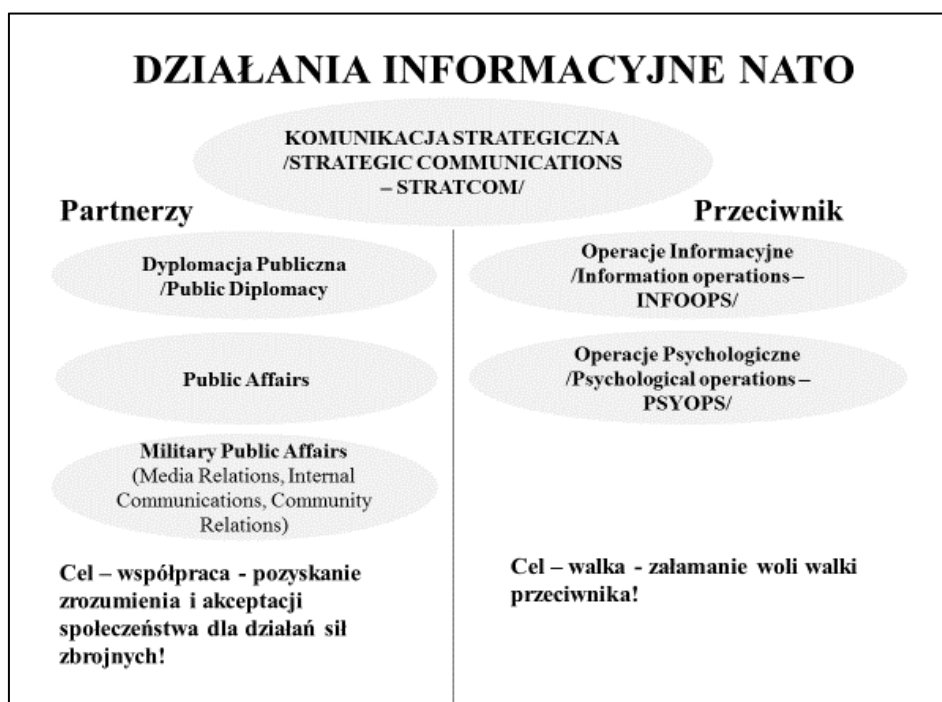 DZIAŁANIA INFORMACYJNE NATO
KOMUNIKACJA STRATEGICZNA
/STRATEGIC COMMUNICATIONS
– STRATCOM/
Partnerzy
Dyplomacja Publiczna
/Public Diplomacy
Public Affairs
Military Public Affairs
(Media Relations, Internal
Communications, Community
Relations)
Cel – współpraca - pozyskanie
zrozumienia i akceptacji
społeczeństwa dla działań sił
zbrojnych!
Przeciwnik
Operacje Informacyjne
/Information operations –
INFOOPS/
Operacje Psychologiczne
/Psychological operations –
PSYOPS/
Cel – walka - załamanie woli walki
przeciwnika!